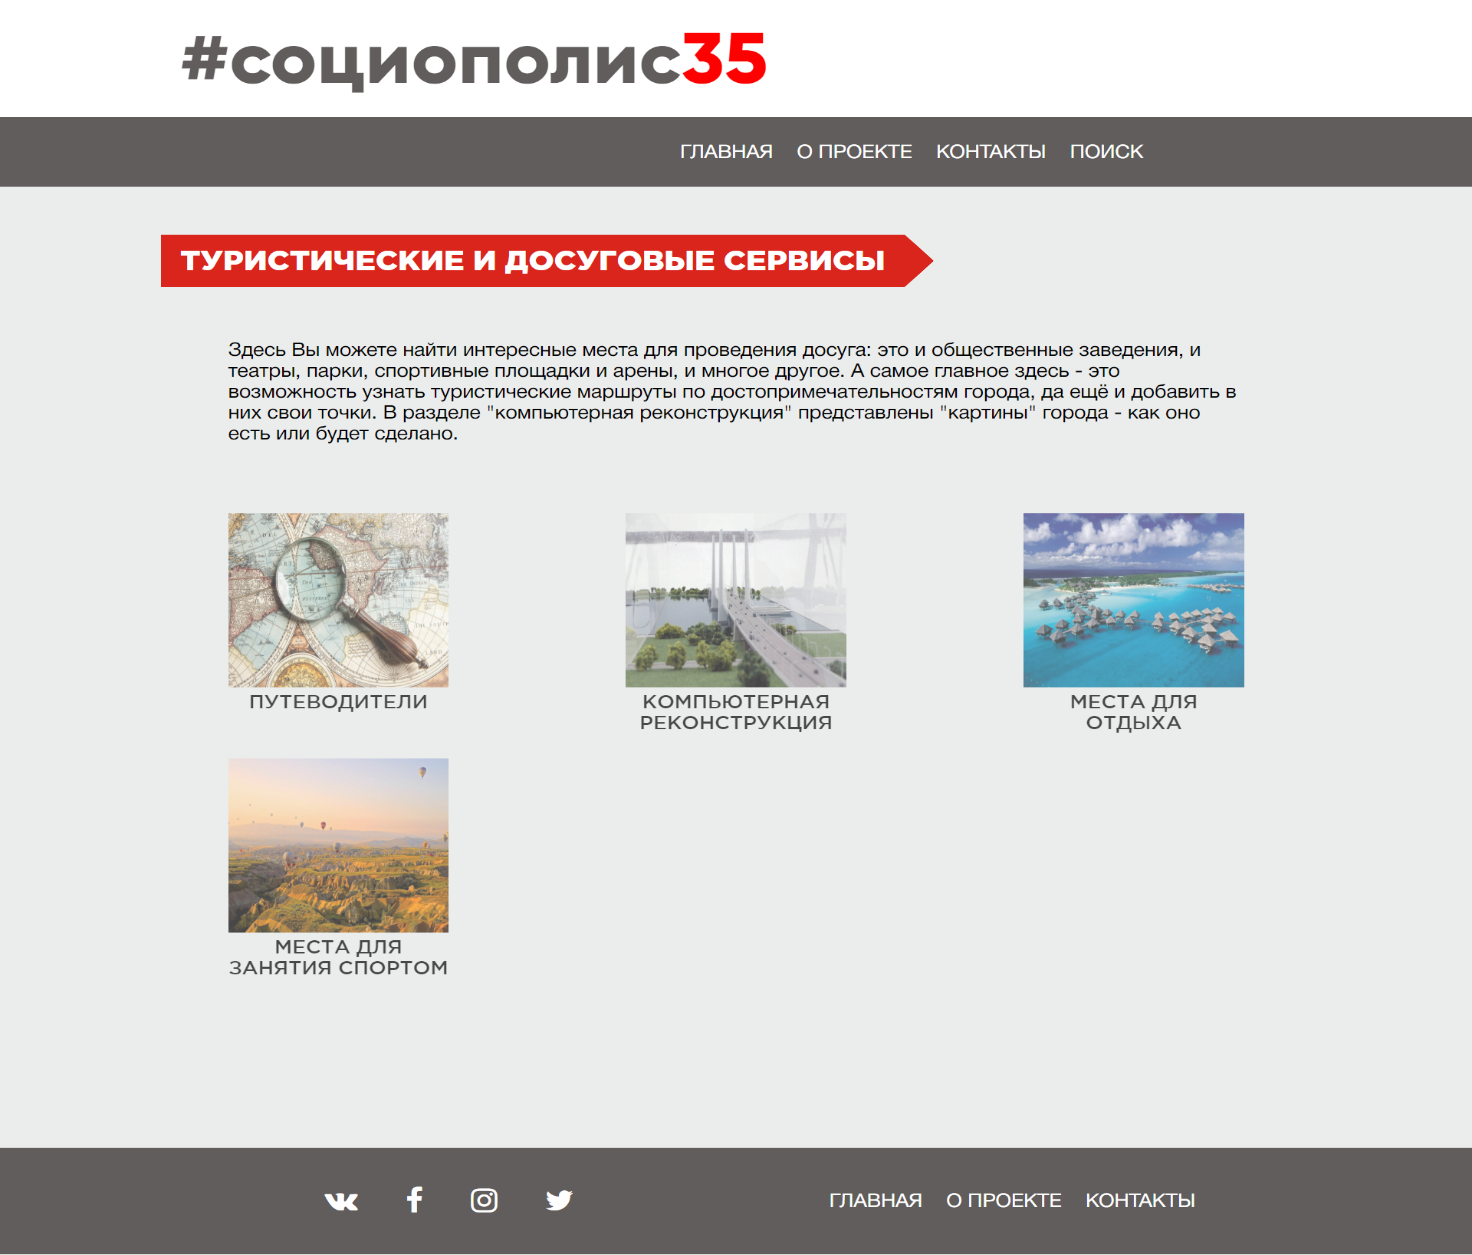 #социополис35
ГЛАВНАЯ О ПРОЕКТЕ КОНТАКТЫ ПОИСК
ТУРИСТИЧЕСКИЕ И ДОСУГОВЫЕ СЕРВИСЫ
Здесь Вы можете найти интересные места для проведения досуга: это и общественные заведения, и
театры, парки, спортивные площадки и арены, и многое другое. А самое главное здесь - это
возможность узнать туристические маршруты по достопримечательностям города, да ещё и добавить в
них свои точки. В разделе "компьютерная реконструкция" представлены "картины" города - как оно
есть или будет сделано.
ПУТЕВОДИТЕЛИ
КОМПЬЮТЕРНАЯ
РЕКОНСТРУКЦИЯ
МЕСТА ДЛЯ
ОТДЫХА
МЕСТА ДЛЯ
ЗАНЯТИЯ СПОРТОМ
ГЛАВНАЯ О ПРОЕКТЕ КОНТАКТЫ